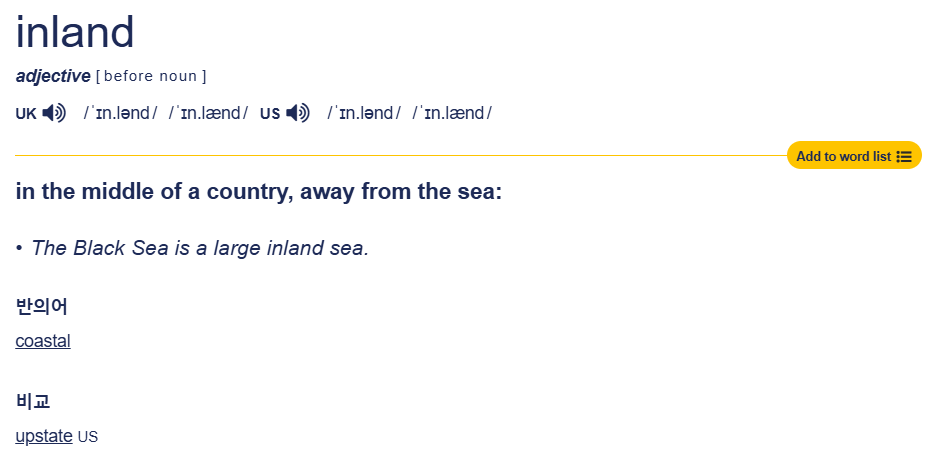 inland
adjective [ before noun ]
UK /ˈɪn.lənd/ /ˈɪn.lænd/ US /ˈɪn.lənd/ /ˈɪn.lænd/
Add to word list
in the middle of a country, away from the sea:
• The Black Sea is a large inland sea.
반의어
coastal
비교
upstate US